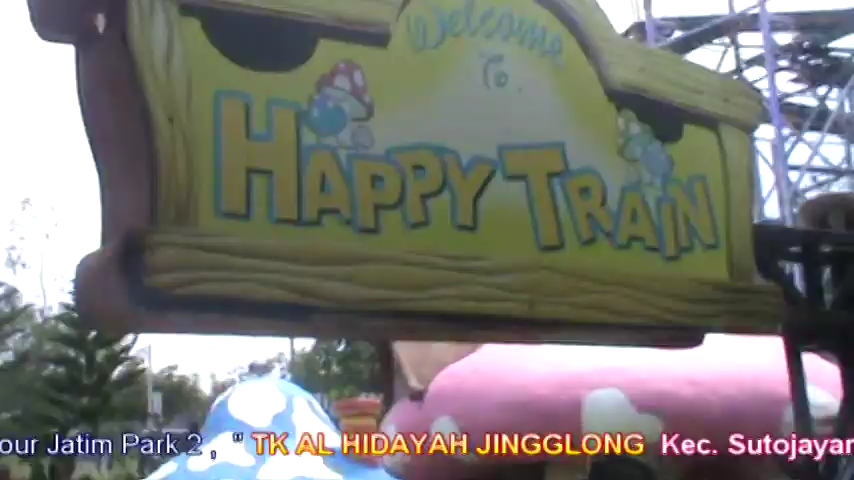 Welcome
To
HAPPY TRAIN
our Jatim Park 2 , " TK AL HIDAYAH JINGGLONG Kec. Sutojayan